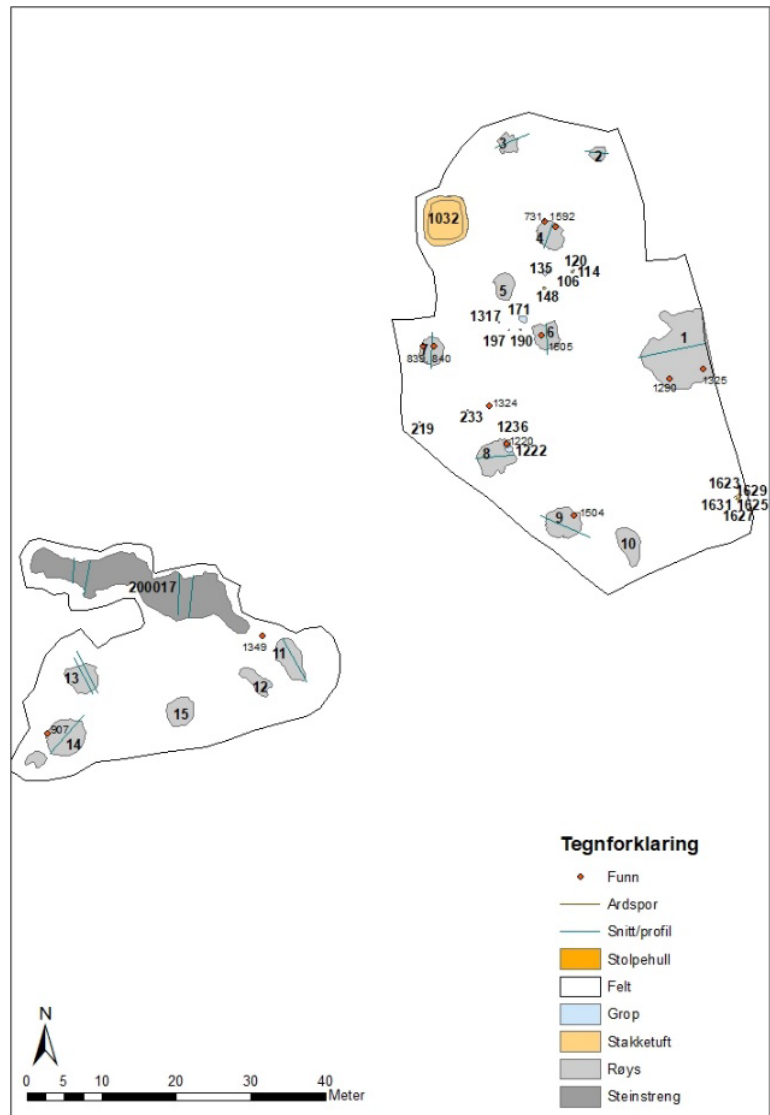 3
2
1032
731 1592
4
120
135 114
106
5 148
1317 171
6
197 190 1505
1
7
839 840
1290 1325
1324
233
219 1236
1220
8 1222
1623 1629
1631 1625
1627
9 1504
10
200017
1349 11
13
12
15
907
14
Tegnforklaring
Funn
Ardspor
Snitt/profil
Stolpehull
Felt
Grop
Stakketuft
Røys
Steinstreng
N
0 5 10 20 30 40
Meter